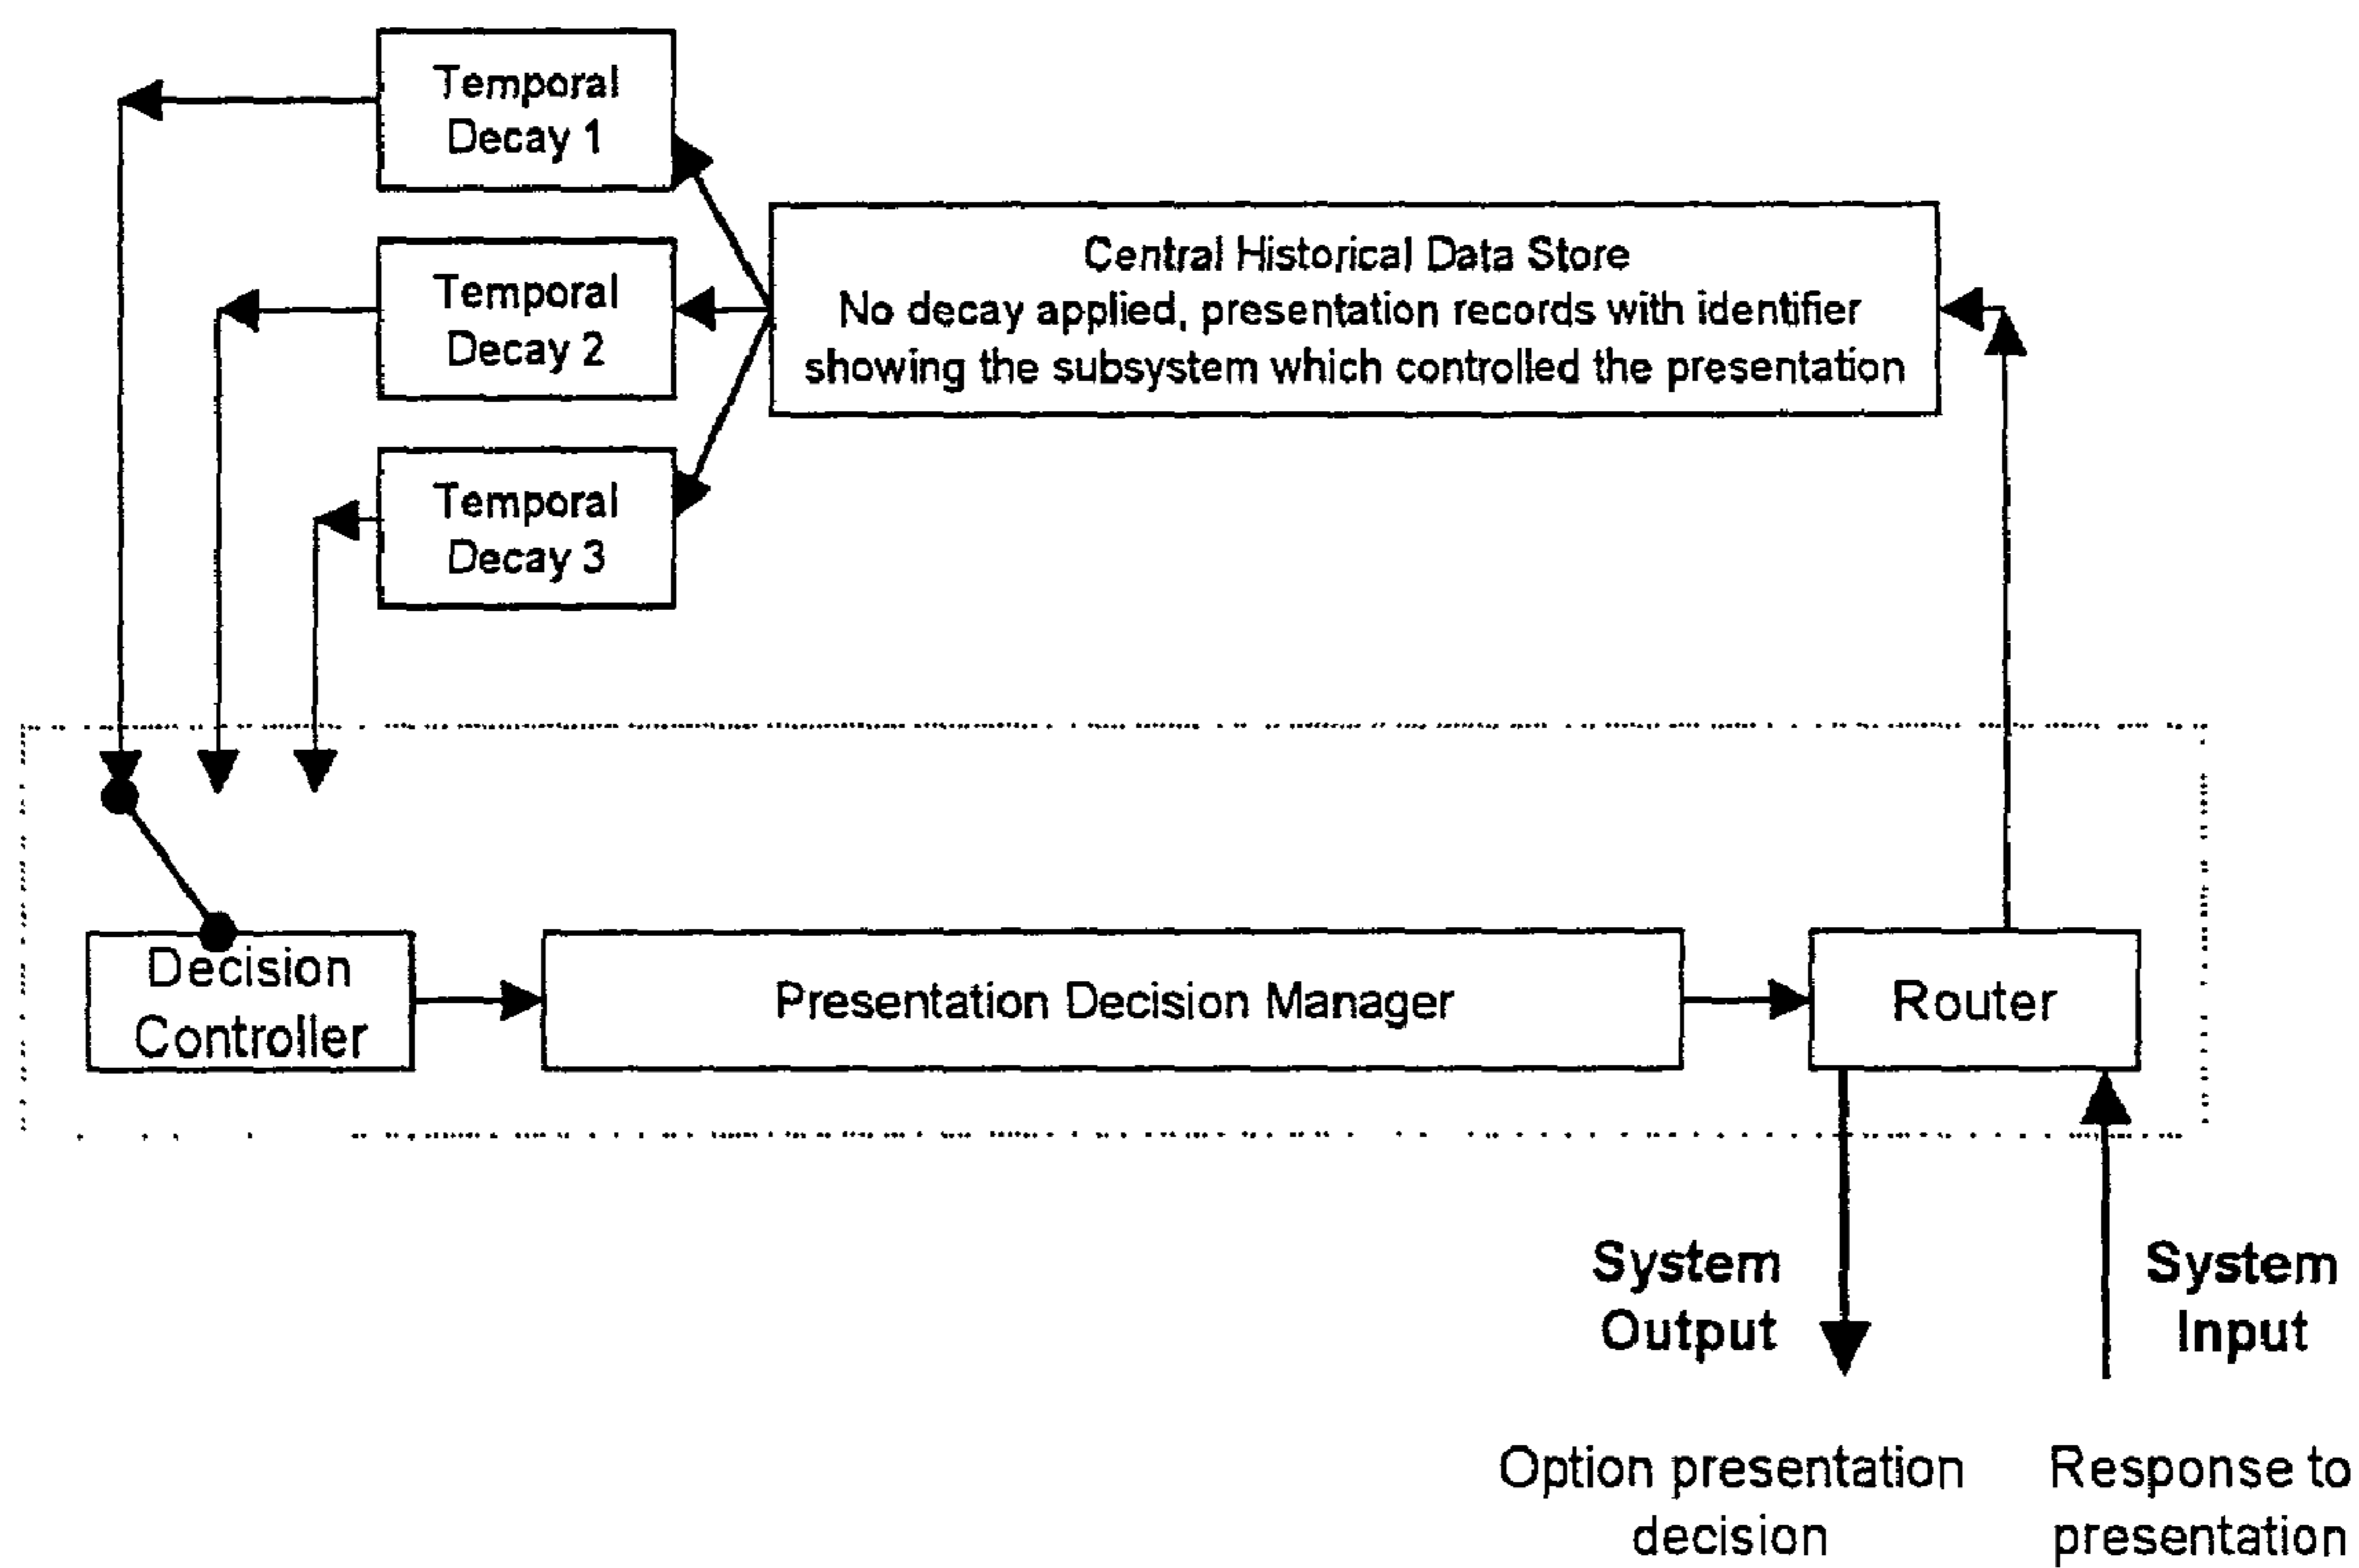 Temporal
Decay 1
Central Historical Data Store
No decay applied, presentation records with identifier
showing the subsystem which controlled the presentation
Temporal
Decay 2
Temporal
Decay 3
Decision
Controller
Presentation Decision Manager
Router
System
Output
System
Input
Option presentation
decision
Response to
presentation